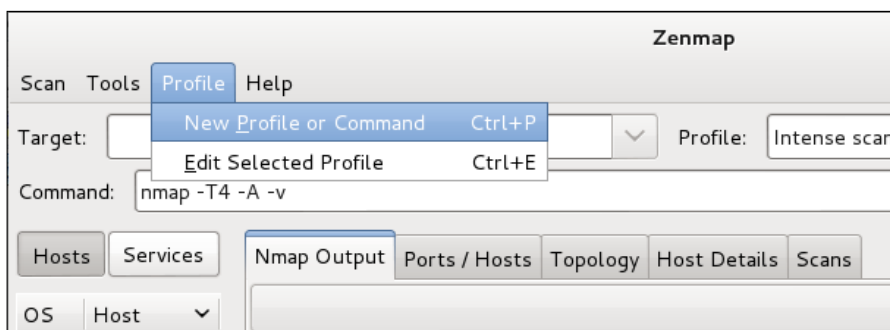 Zenmap
Scan Tools Profile Help
New Profile or Command Ctrl+P
Target: Profile: Intense scan
Edit Selected Profile Ctrl+E
Command: nmap -T4 -A -v
Hosts Services Nmap Output Ports / Hosts Topology Host Details Scans
OS Host